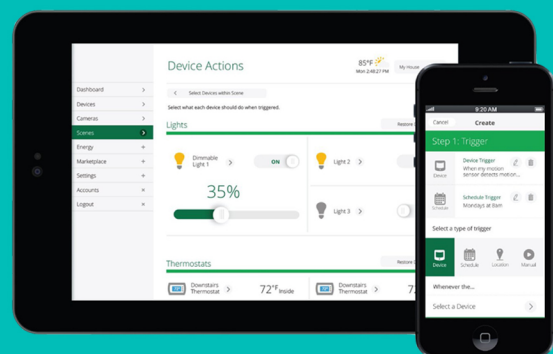 Device Actions
85°F
Mon 2:48:27 PM
My House
Dashboard
Devices
Cameras
Scenes
Energy
Marketplace
Settings
Accounts
Logout
Select Devices within Scene
Select what each device should do when triggered.
Lights
Restore
Dimmable
Light 1
ON
35%
Light 2
Light 3
Thermostats
Restore
Downstairs
Thermostat
72°F Inside
Downstairs
Thermostat
9:20 AM
Cancel
Create
Step 1: Trigger
Device
Device Trigger
When my motion
sensor detects motion...
Schedule
Schedule Trigger
Mondays at 8am
Select a type of trigger
Device
Schedule
Location
Manual
Whenever the...
Select a Device